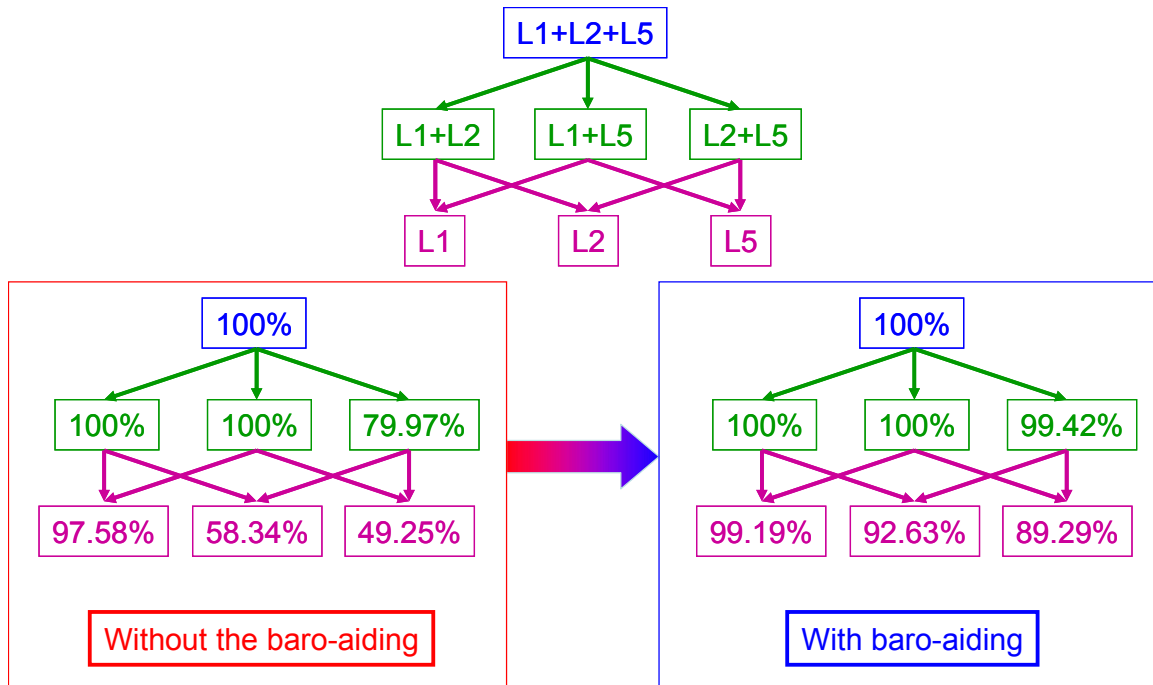 L1+L2+L5
L1+L2
L1+L5
L2+L5
L1
L2
L5
100%
100%
100%
79.97%
97.58%
58.34%
49.25%
Without the baro-aiding
100%
100%
100%
99.42%
99.19%
92.63%
89.29%
With baro-aiding